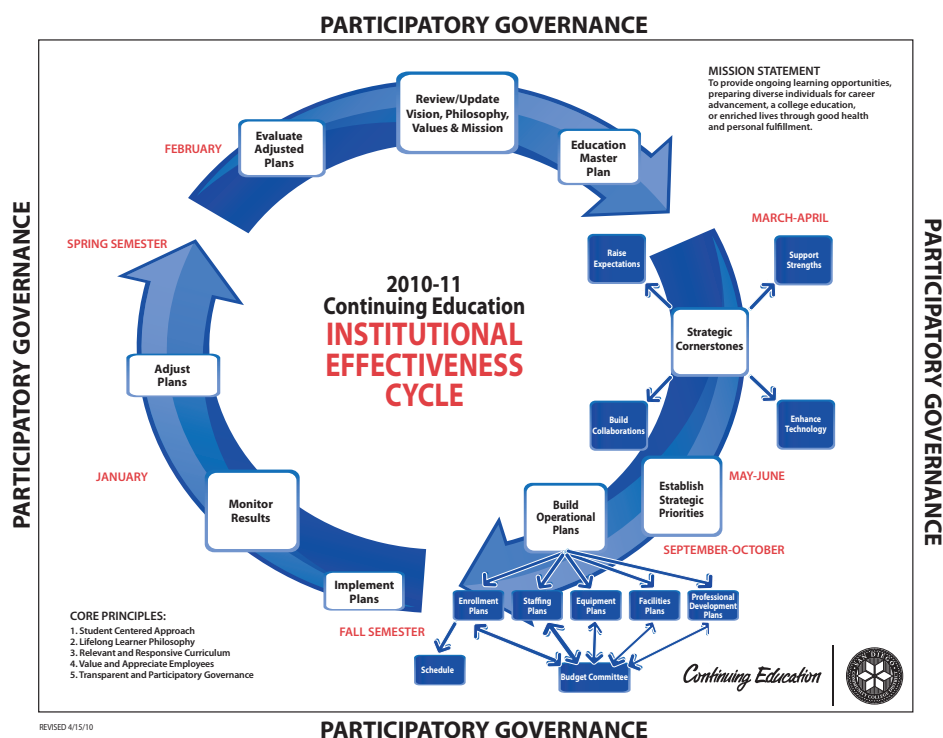 PARTICIPATORY GOVERNANCE
MISSION STATEMENT
To provide ongoing learning opportunities,
preparing diverse individuals for career
advancement, a college education,
or enriched lives through good health
and personal fulfillment.
Review/Update
Vision, Philosophy,
Values & Mission
Evaluate
Adjusted
Plans
Education
Master
Plan
FEBRUARY
MARCH-APRIL
SPRING SEMESTER
PARTICIPATORY GOVERNANCE
PARTICIPATORY GOVERNANCE
Raise
Expectations
Support
Strengths
2010-11
Continuing Education
INSTITUTIONAL
EFFECTIVENESS
CYCLE
Strategic
Cornerstones
Adjust
Plans
Build
Collaborations
Enhance
Technology
JANUARY
MAY-JUNE
Monitor
Results
Build
Operational
Plans
Establish
Strategic
Priorities
SEPTEMBER-OCTOBER
Implement
Plans
Enrollment
Plans
Staffing
Plans
Equipment
Plans
Facilities
Plans
Professional
Development
Plans
FALL SEMESTER
CORE PRINCIPLES:
1. Student Centered Approach
2. Lifelong Learner Philosophy
3. Relevant and Responsive Curriculum
4. Value and Appreciate Employees
5. Transparent and Participatory Governance
Schedule
Budget Committee
Continuing Education
SAN DIEGO
REVISED 4/15/10
PARTICIPATORY GOVERNANCE